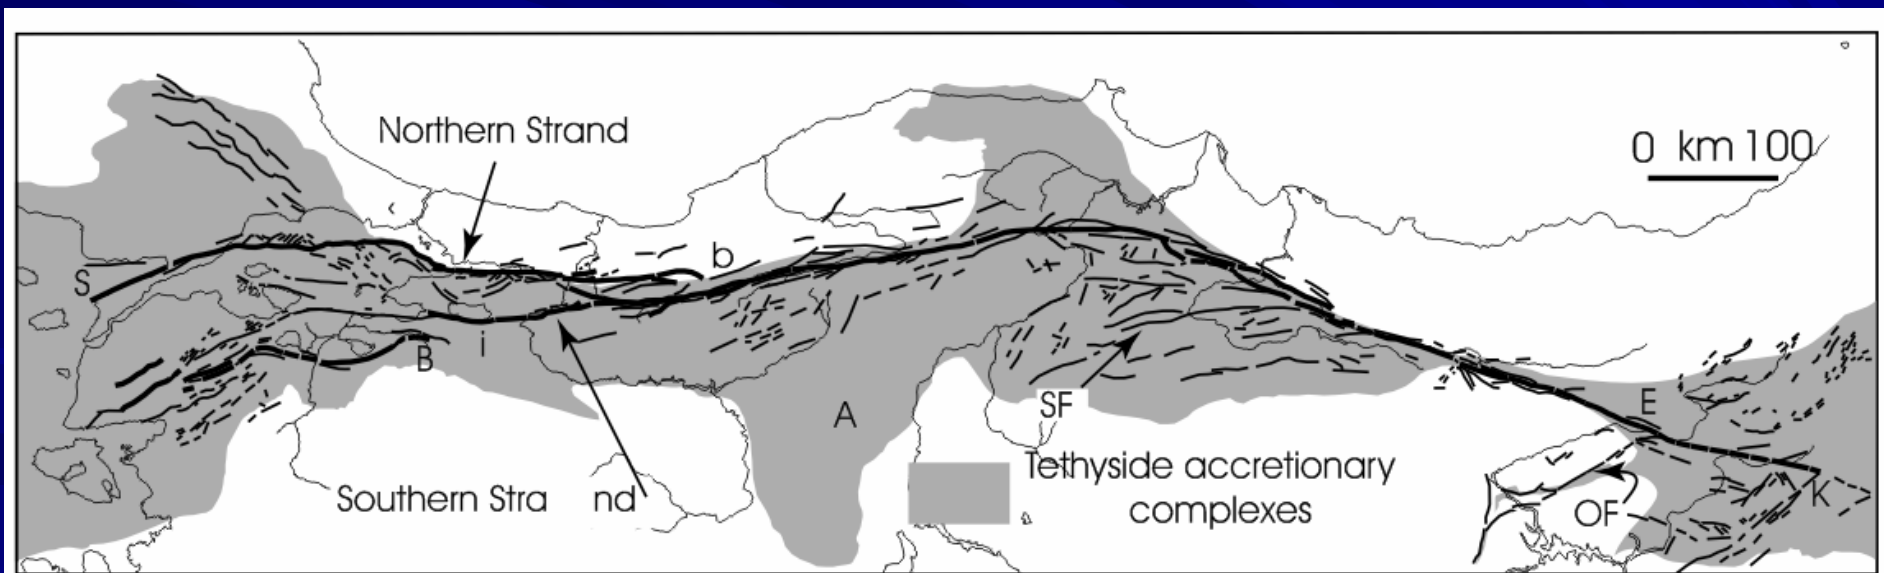 Northern Strand
0 km 100
S
b
B
i
A
SF
E
K
Tethyside accretionary
complexes
Southern Stra nd
OF